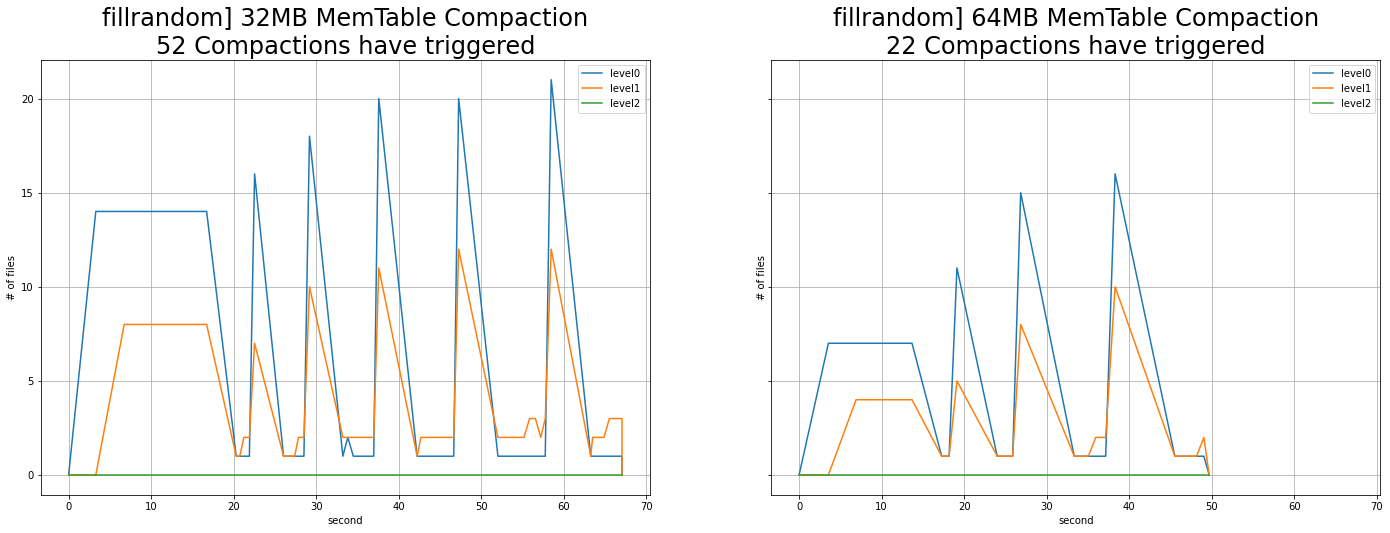 fillrandom] 32MB MemTable Compaction
52 Compactions have triggered
level0
level1
level2
20
15
10
5
0
# of files
0 10 20 30 40 50 60 70
second
fillrandom] 64MB MemTable Compaction
22 Compactions have triggered
level0
level1
level2
# of files
0 10 20 30 40 50 60 70
second